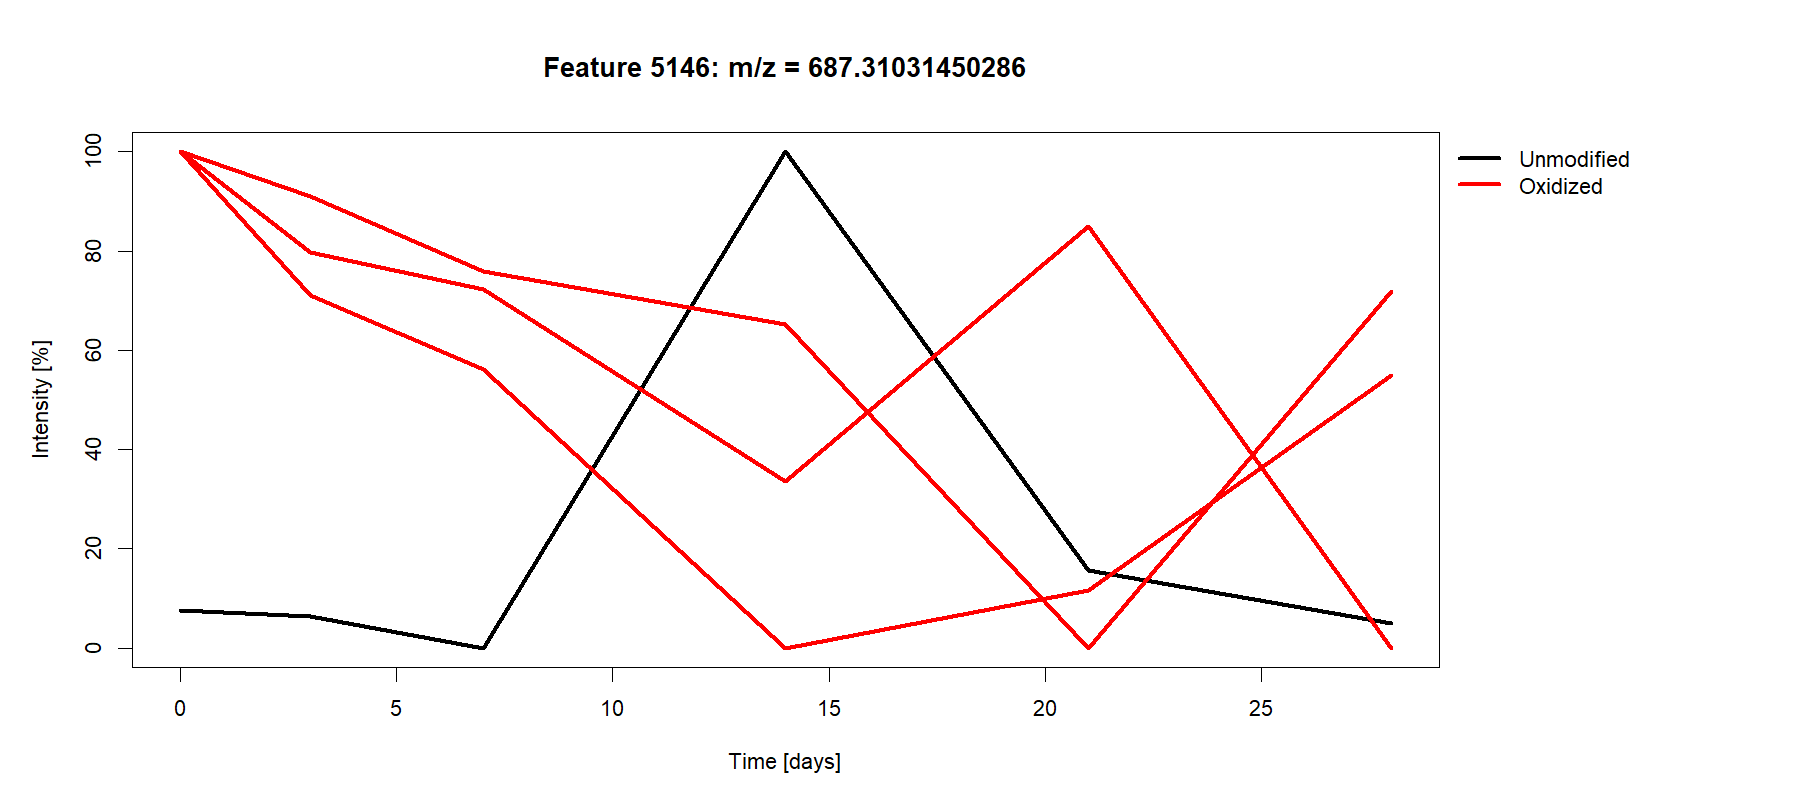 Feature 5146: m/z = 687.31031450286
Unmodified
Oxidized
Intensity [%]
100
80
60
40
20
0
0 5 10 15 20 25
Time [days]